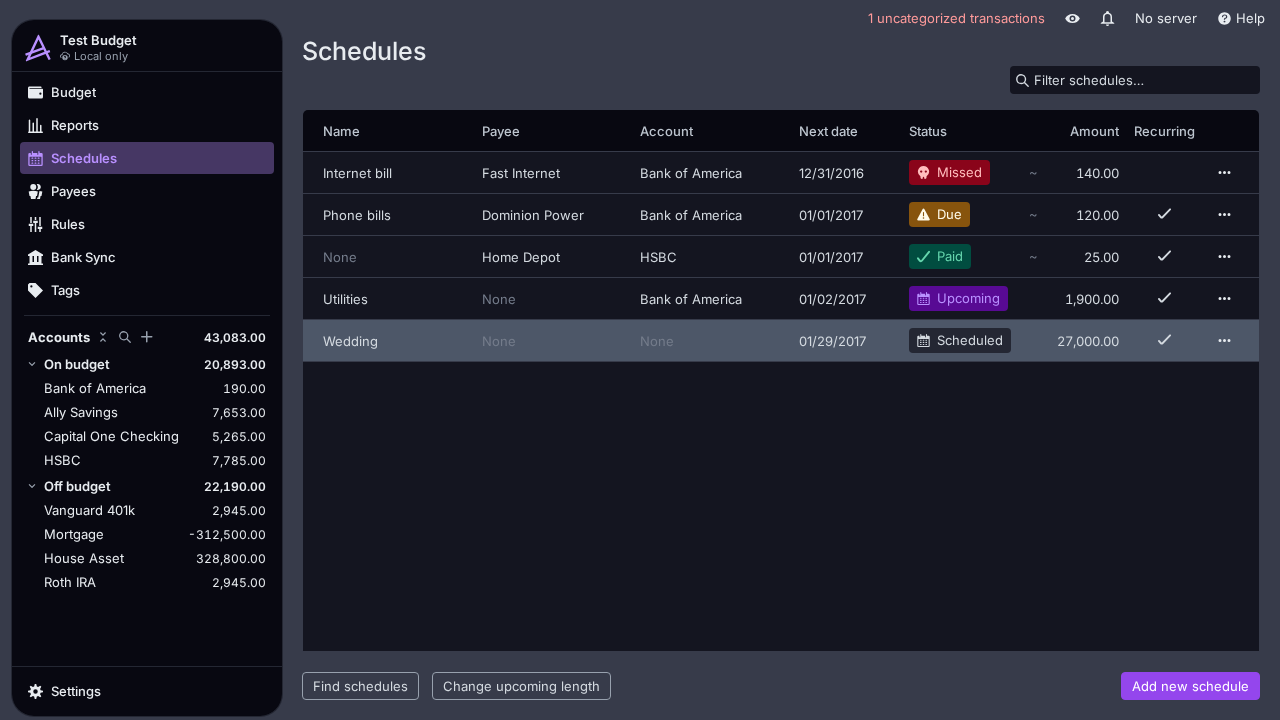 1 uncategorized transactions
No server
Help
Test Budget
Local only
Budget
Reports
Schedules
Payees
Rules
Bank Sync
Tags
Accounts 43,083.00
On budget 20,893.00
Bank of America 190.00
Ally Savings 7,653.00
Capital One Checking 5,265.00
HSBC 7,785.00
Off budget 22,190.00
Vanguard 401k 2,945.00
Mortgage -312,500.00
House Asset 328,800.00
Roth IRA 2,945.00
Settings
Schedules
Filter schedules…
Name Payee Account Next date Status Amount Recurring
Internet bill Fast Internet Bank of America 12/31/2016 Missed ~ 140.00
Phone bills Dominion Power Bank of America 01/01/2017 Due ~ 120.00
None Home Depot HSBC 01/01/2017 Paid ~ 25.00
Utilities None Bank of America 01/02/2017 Upcoming 1,900.00
Wedding None None 01/29/2017 Scheduled 27,000.00
Find schedules
Change upcoming length
Add new schedule